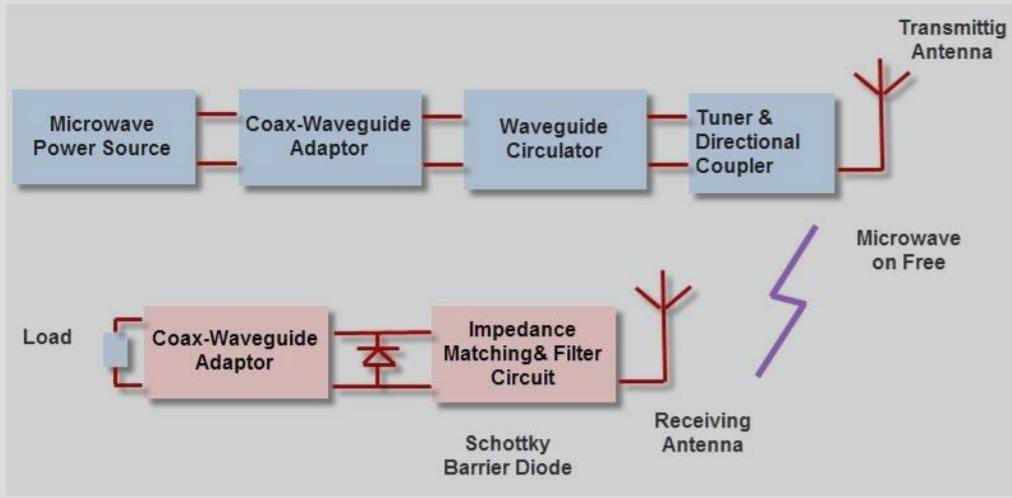 Transmittig
Antenna
Microwave
Power Source
Coax-Waveguide
Adaptor
Waveguide
Circulator
Tuner &
Directional
Coupler
Microwave
on Free
Load
Coax-Waveguide
Adaptor
Impedance
Matching& Filter
Circuit
Receiving
Antenna
Schottky
Barrier Diode